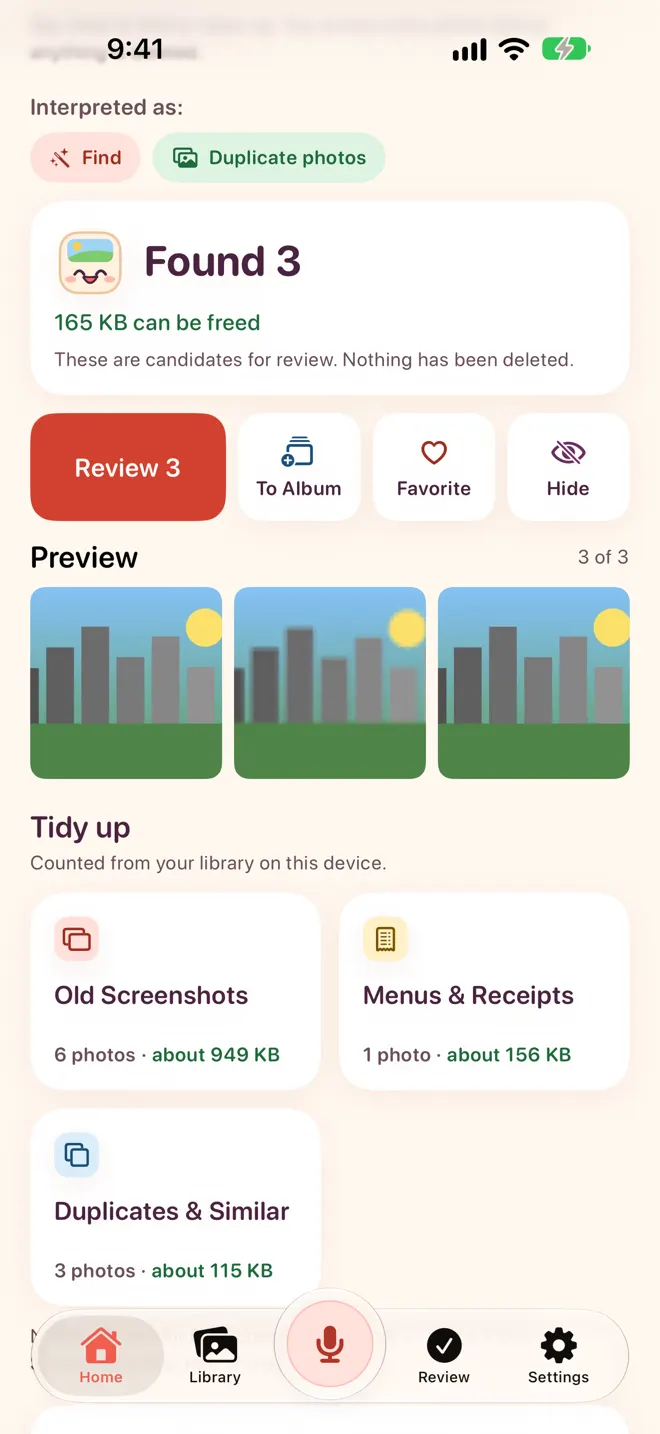 9:41
Interpreted as:
Find
Duplicate photos
Found 3
165 KB can be freed
These are candidates for review. Nothing has been deleted.
Review 3
To Album
Favorite
Hide
Preview
3 of 3
Tidy up
Counted from your library on this device.
Old Screenshots
Menus & Receipts
6 photos · about 949 KB
1 photo · about 156 KB
Duplicates & Similar
3 photos · about 115 KB
Home
Library
Review
Settings